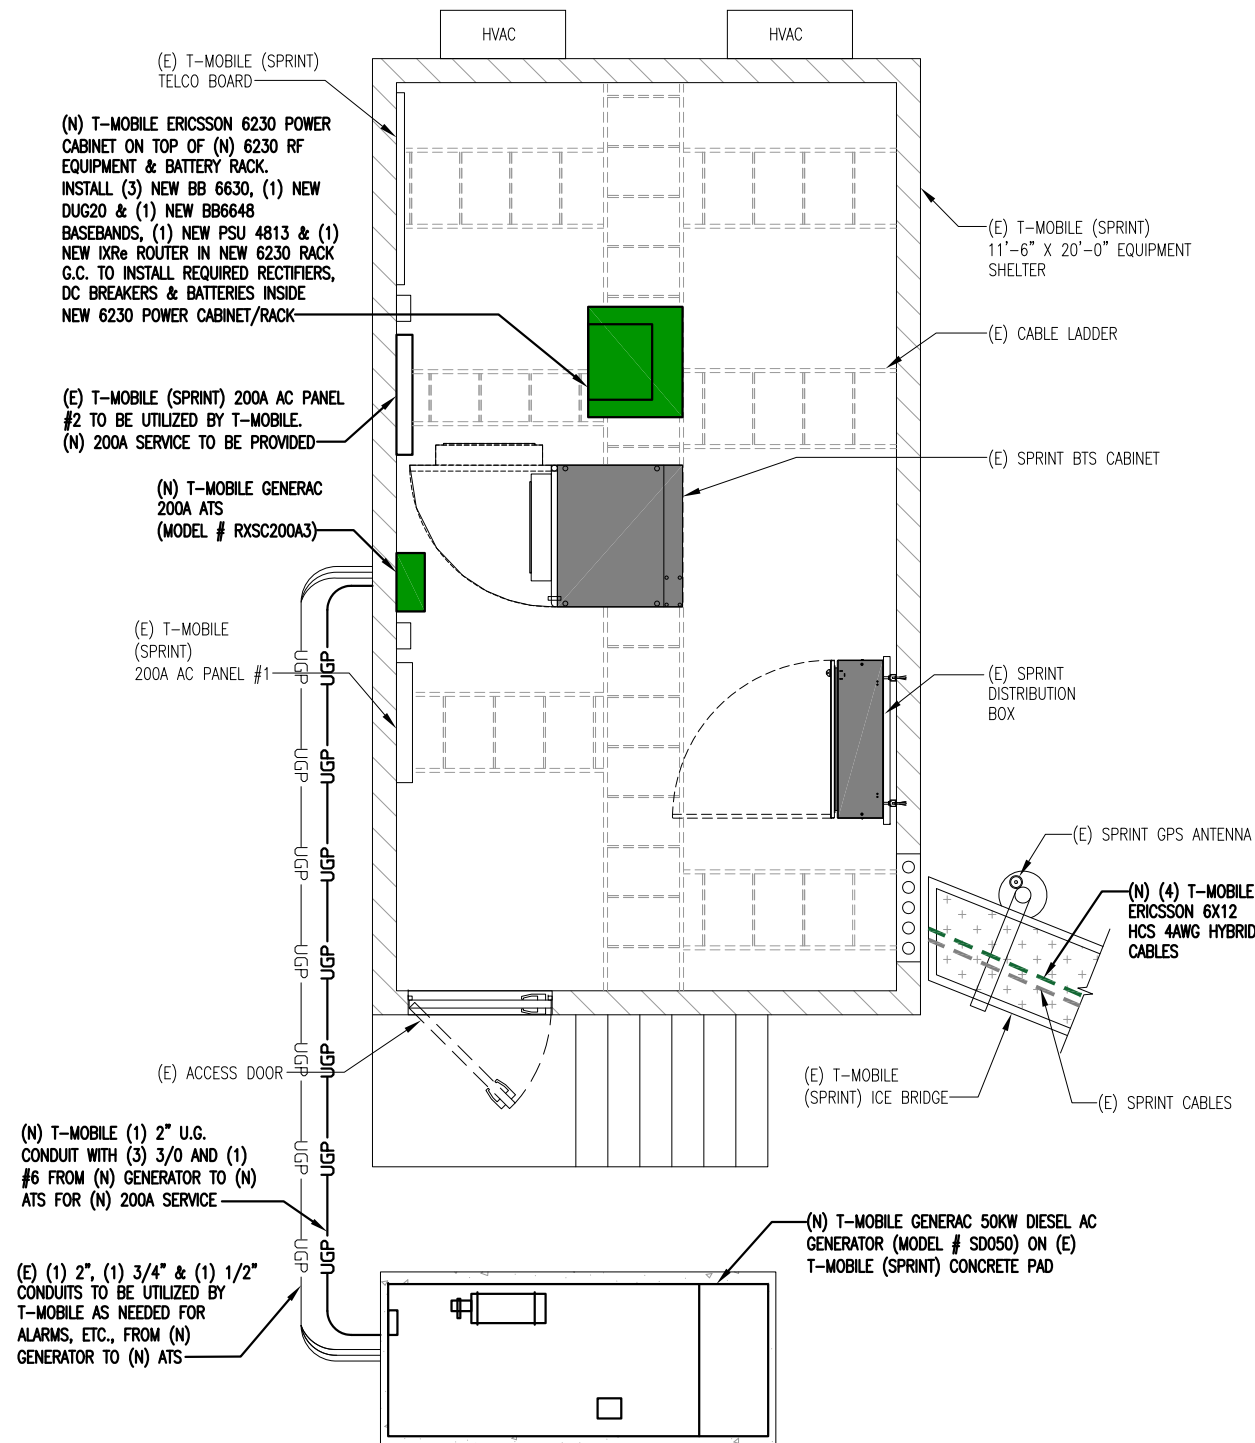 HVAC
HVAC
(E) T-MOBILE (SPRINT)
TELCO BOARD
(N) T-MOBILE ERICSSON 6230 POWER
CABINET ON TOP OF (N) 6230 RF
EQUIPMENT & BATTERY RACK.
INSTALL (3) NEW BB 6630, (1) NEW
DUG20 & (1) NEW BB6648
BASEBANDS, (1) NEW PSU 4813 & (1)
NEW IXRe ROUTER IN NEW 6230 RACK
G.C. TO INSTALL REQUIRED RECTIFIERS,
DC BREAKERS & BATTERIES INSIDE
NEW 6230 POWER CABINET/RACK
(E) T-MOBILE (SPRINT)
11'-6" X 20'-0" EQUIPMENT
SHELTER
(E) CABLE LADDER
(E) T-MOBILE (SPRINT) 200A AC PANEL
#2 TO BE UTILIZED BY T-MOBILE.
(N) 200A SERVICE TO BE PROVIDED
(E) SPRINT BTS CABINET
(N) T-MOBILE GENERAC
200A ATS
(MODEL # RXSC200A3)
(E) T-MOBILE
(SPRINT)
200A AC PANEL #1
(E) SPRINT
DISTRIBUTION
BOX
UGP
UGP
UGP
UGP
UGP
UGP
UGP
UGP
UGP
UGP
UGP
UGP
UGP
UGP
(E) SPRINT GPS ANTENNA
(N) (4) T-MOBILE
ERICSSON 6X12
HCS 4AWG HYBRID
CABLES
(E) ACCESS DOOR
(E) T-MOBILE
(SPRINT) ICE BRIDGE
(E) SPRINT CABLES
(N) T-MOBILE (1) 2" U.G.
CONDUIT WITH (3) 3/0 AND (1)
#6 FROM (N) GENERATOR TO (N)
ATS FOR (N) 200A SERVICE
(N) T-MOBILE GENERAC 50KW DIESEL AC
GENERATOR (MODEL # SD050) ON (E)
T-MOBILE (SPRINT) CONCRETE PAD
(E) (1) 2", (1) 3/4" & (1) 1/2"
CONDUITS TO BE UTILIZED BY
T-MOBILE AS NEEDED FOR
ALARMS, ETC., FROM (N)
GENERATOR TO (N) ATS